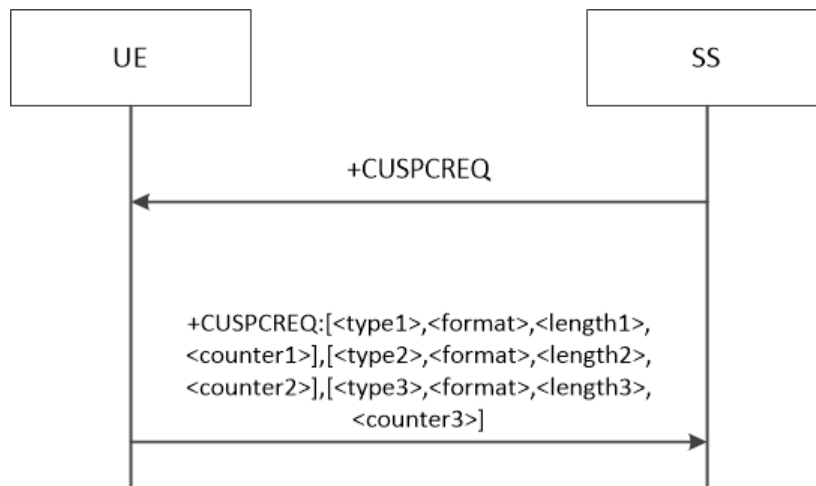 UE
SS
+CUSPCREQ
+CUSPCREQ:[<type1>,<format>,<length1>,
<counter1>],[<type2>,<format>,<length2>,
<counter2>],[<type3>,<format>,<length3>,
<counter3>]